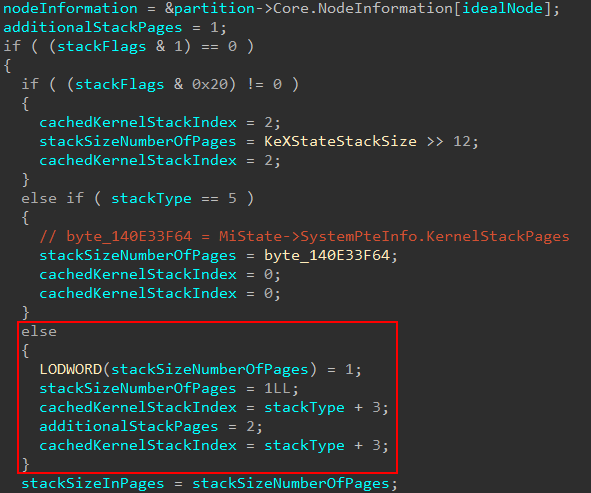 nodeInformation = &partition->Core.NodeInformation[idealNode];
additionalStackPages = 1;
if ( (stackFlags & 1) == 0 )
{
if ( (stackFlags & 0x20) != 0 )
{
cachedKernelStackIndex = 2;
stackSizeNumberOfPages = KeXStateStackSize >> 12;
cachedKernelStackIndex = 2;
}
else if ( stackType == 5 )
{
// byte_140E33F64 = MiState->SystemPteInfo.KernelStackPages
stackSizeNumberOfPages = byte_140E33F64;
cachedKernelStackIndex = 0;
cachedKernelStackIndex = 0;
}
else
{
LODWORD(stackSizeNumberOfPages) = 1;
stackSizeNumberOfPages = 1LL;
cachedKernelStackIndex = stackType + 3;
additionalStackPages = 2;
cachedKernelStackIndex = stackType + 3;
}
stackSizeInPages = stackSizeNumberOfPages;